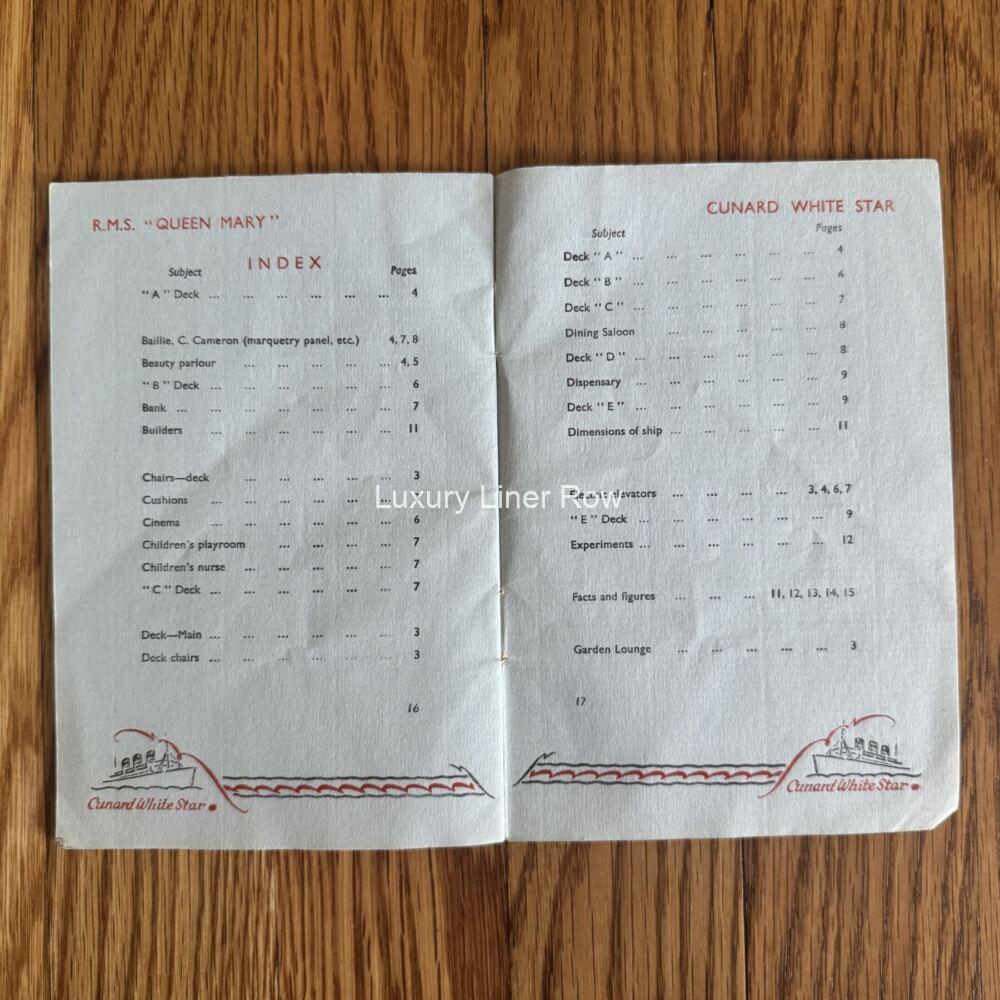 R.M.S. "QUEEN MARY"
INDEX
Subject Pages
"A" Deck ... ... ... ... ... ... 4
Baillie, C. Cameron (marquetry panel, etc.) 4, 7, 8
Beauty parlour ... ... ... ... ... 4, 5
"B" Deck ... ... ... ... ... ... 6
Bank ... ... ... ... ... ... 7
Builders ... ... ... ... ... ... 11
Chairs—deck ... ... ... ... ... 3
Cushions ... ... ... ...
Cinema ... ... ... ... ... ... 6
Children's playroom ... ... ... ... 7
Children's nurse ... ... ... ... ... 7
"C" Deck ... ... ... ... ... ... 7
Deck—Main ... ... ... ... ... ... 3
Deck chairs ... ... ... ... ... ... 3
16
Cunard White Star
CUNARD WHITE STAR
Subject Pages
Deck "A" ... ... ... ... ... ... 4
Deck "B" ... ... ... ... ... ... 6
Deck "C" ... ... ... ... ... ... 7
Dining Saloon ... ... ... ... ... 8
Deck "D" ... ... ... ... ... ... 8
Dispensary ... ... ... ... ... ... 9
Deck "E" ... ... ... ... ... ... 9
Dimensions of ship ... ... ... ... ... 11
Electric elevators ... ... ... ... 3, 4, 6, 7
"E" Deck ... ... ... ... ... ... 9
Experiments ... ... ... ... ... ... 12
Facts and figures ... ... ... 11, 12, 13, 14, 15
Garden Lounge ... ... ... ... ... 3
17
Cunard White Star
Luxury Liner Row